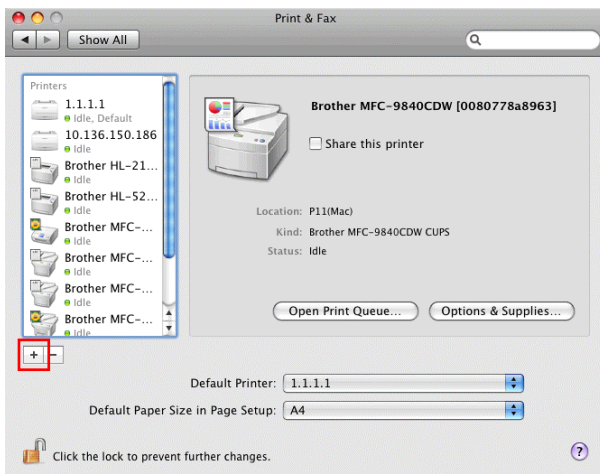 Print & Fax
Show All
Printers
1.1.1.1
Idle, Default
10.136.150.186
Idle
Brother HL-21...
Idle
Brother HL-52...
Idle
Brother MFC-...
Idle
Brother MFC-...
Idle
Brother MFC-...
Idle
Brother MFC-...
Idle
+ −
Brother MFC-9840CDW [0080778a8963]
Share this printer
Location: P11(Mac)
Kind: Brother MFC-9840CDW CUPS
Status: Idle
Open Print Queue... Options & Supplies...
Default Printer: 1.1.1.1
Default Paper Size in Page Setup: A4
Click the lock to prevent further changes.
?